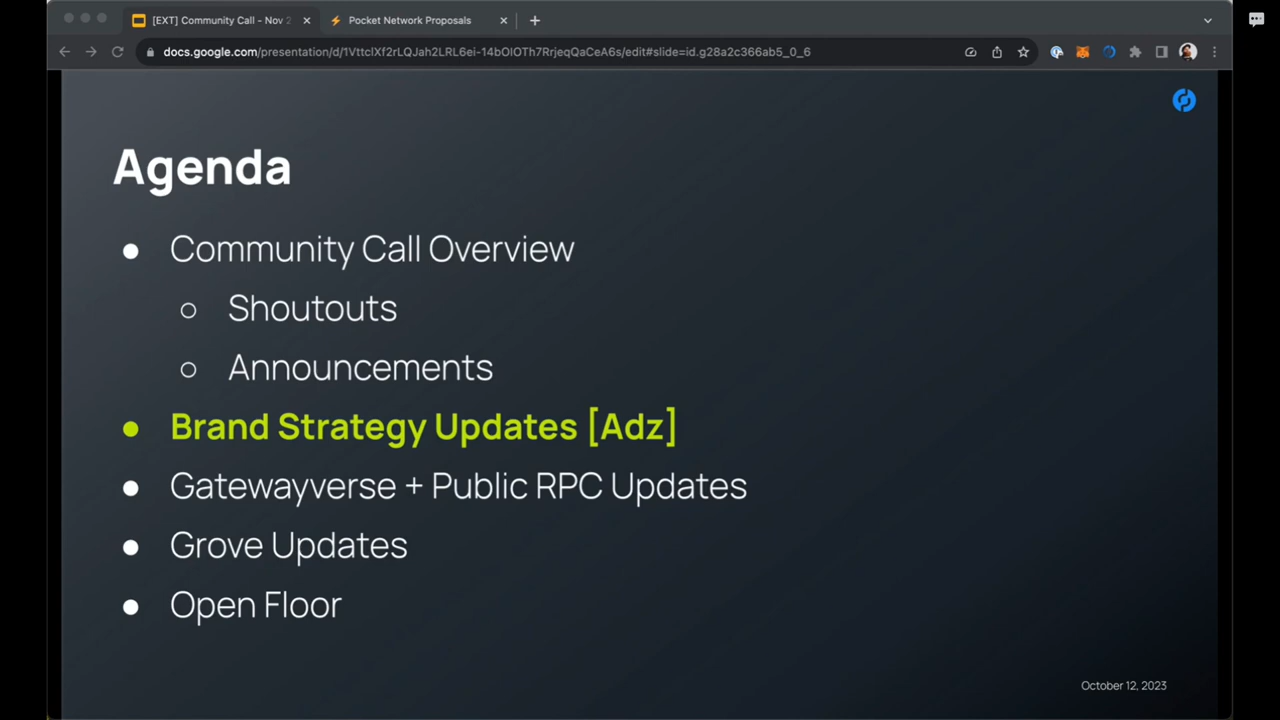 [EXT] Community Call – Nov 2
Pocket Network Proposals
docs.google.com/presentation/d/1VttclXf2rLQJah2LRL6ei-14bOlOTh7RrjeqQaCeA6s/edit#slide=id.g28a2c366ab5_0_6
Agenda
● Community Call Overview
○ Shoutouts
○ Announcements
● Brand Strategy Updates [Adz]
● Gatewayverse + Public RPC Updates
● Grove Updates
● Open Floor
October 12, 2023